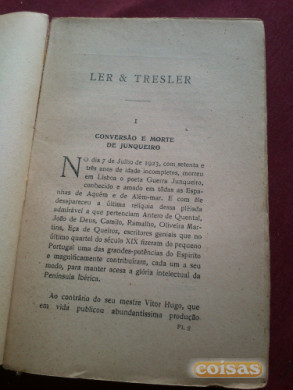 LER & TRESLER
I
CONVERSÃO E MORTE
DE JUNQUEIRO
NO dia 7 de Julho de 1923, com setenta e
três anos de idade incompletos, morreu
em Lisboa o poeta Guerra Junqueiro,
conhecido e amado em tôdas as Espa-
nhas de Aquém e de Além-mar. E com êle
desapareceu a última relíquia dessa plêiada
admirável a que pertenciam Antero de Quental,
João de Deus, Camilo, Ramalho, Oliveira Mar-
tins, Eça de Queiroz, escritores geniais que no
último quartel do século XIX fizeram do pequeno
Portugal uma das grandes-potências do Espírito
e magnìficamente contribuíram, cada um a seu
modo, para manter acesa a glória intelectual da
Península Ibérica.
Ao contrário do seu mestre Vítor Hugo, que
em vida publicou abundantíssima produção
coisas